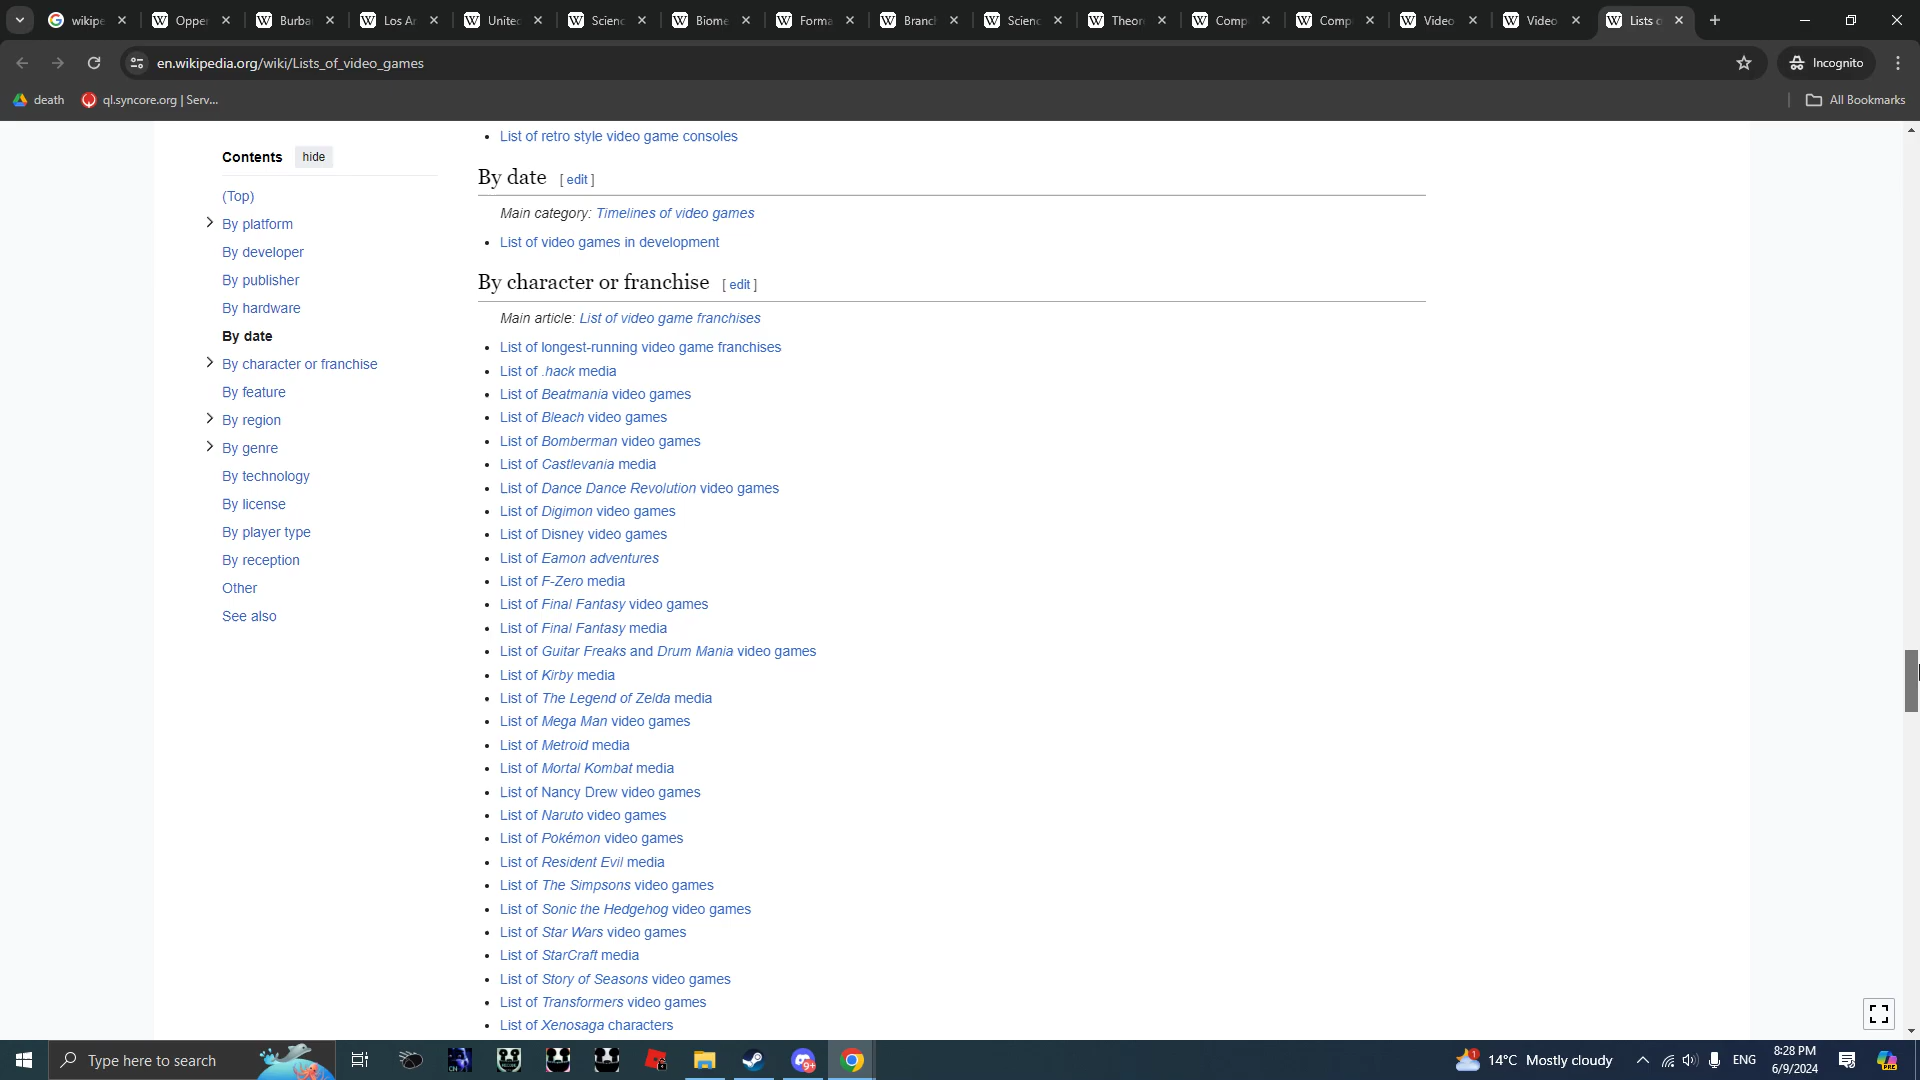 wikipe
Opper
Burba
Los Ar
United
Scienc
Biome
Forma
Branch
Scienc
Theor
Comp
Comp
Video
Video
Lists o
en.wikipedia.org/wiki/Lists_of_video_games
Incognito
death
ql.syncore.org | Serv...
All Bookmarks
Contents hide
(Top)
By platform
By developer
By publisher
By hardware
By date
By character or franchise
By feature
By region
By genre
By technology
By license
By player type
By reception
Other
See also
• List of retro style video game consoles
By date [ edit ]
Main category: Timelines of video games
• List of video games in development
By character or franchise [ edit ]
Main article: List of video game franchises
• List of longest-running video game franchises
• List of .hack media
• List of Beatmania video games
• List of Bleach video games
• List of Bomberman video games
• List of Castlevania media
• List of Dance Dance Revolution video games
• List of Digimon video games
• List of Disney video games
• List of Eamon adventures
• List of F-Zero media
• List of Final Fantasy video games
• List of Final Fantasy media
• List of Guitar Freaks and Drum Mania video games
• List of Kirby media
• List of The Legend of Zelda media
• List of Mega Man video games
• List of Metroid media
• List of Mortal Kombat media
• List of Nancy Drew video games
• List of Naruto video games
• List of Pokémon video games
• List of Resident Evil media
• List of The Simpsons video games
• List of Sonic the Hedgehog video games
• List of Star Wars video games
• List of StarCraft media
• List of Story of Seasons video games
• List of Transformers video games
• List of Xenosaga characters
Type here to search
9+
1
14°C Mostly cloudy
ENG
8:28 PM
6/9/2024
PRE